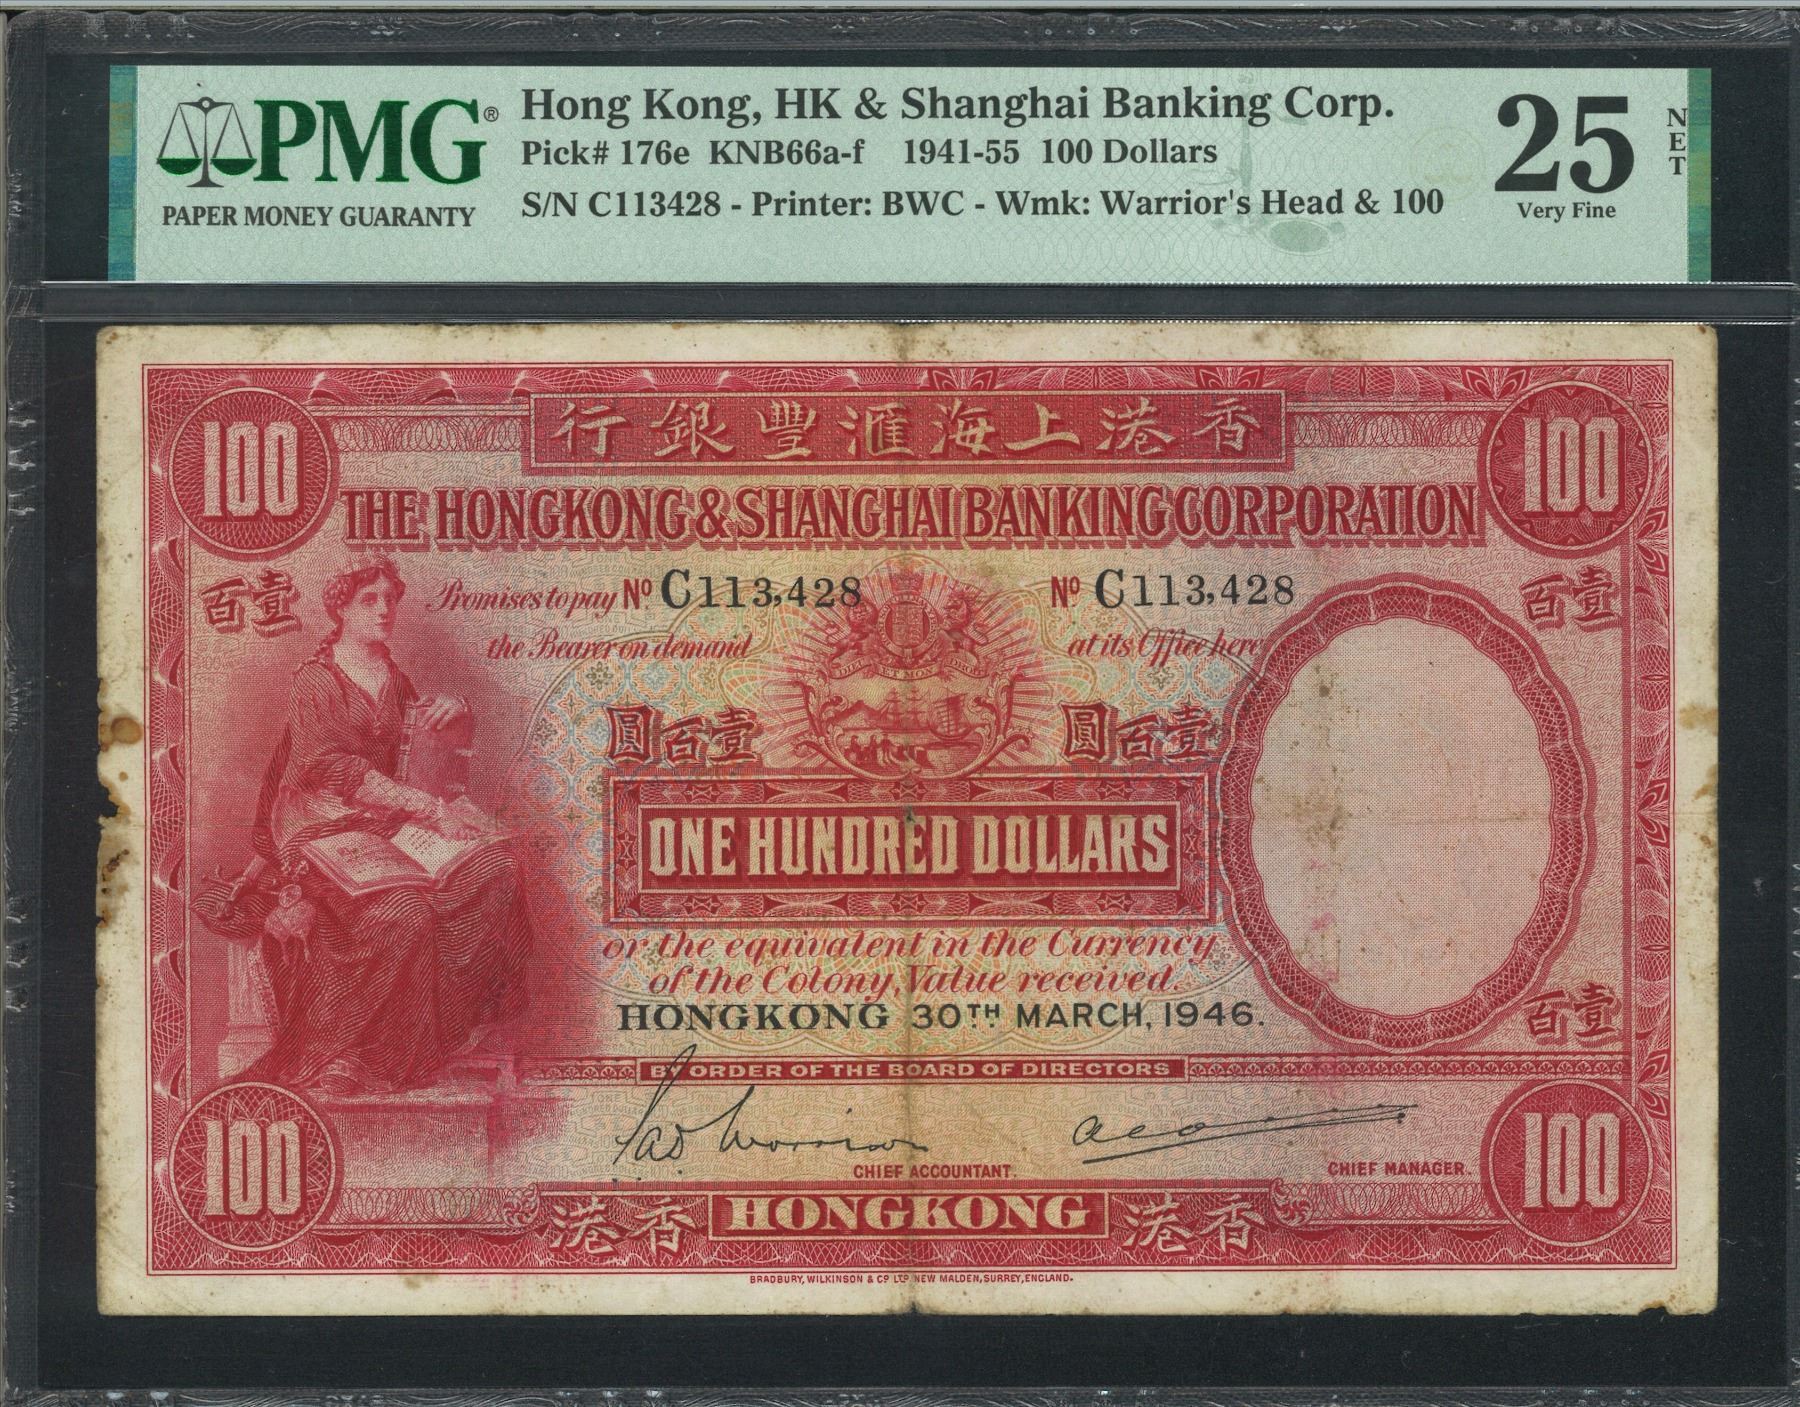 PMG®
PAPER MONEY GUARANTY
Hong Kong, HK & Shanghai Banking Corp.
Pick# 176e KNB66a-f 1941-55 100 Dollars
S/N C113428 - Printer: BWC - Wmk: Warrior's Head & 100
25
NET
Very Fine
100
行銀豐滙海上港香
100
THE HONGKONG & SHANGHAI BANKING CORPORATION
百壹
Promises to pay
No. C113,428
No C113,428
百壹
the Bearer on demand
at its Office here
DIEU ET MON DROIT
圓百壹
圓百壹
ONE HUNDRED DOLLARS
or the equivalent in the Currency
of the Colony, Value received.
HONGKONG 30TH MARCH, 1946.
百壹
BY ORDER OF THE BOARD OF DIRECTORS
CHIEF ACCOUNTANT.
CHIEF MANAGER.
100
港香
HONGKONG
港香
100
BRADBURY, WILKINSON & Co LTD NEW MALDEN, SURREY, ENGLAND.